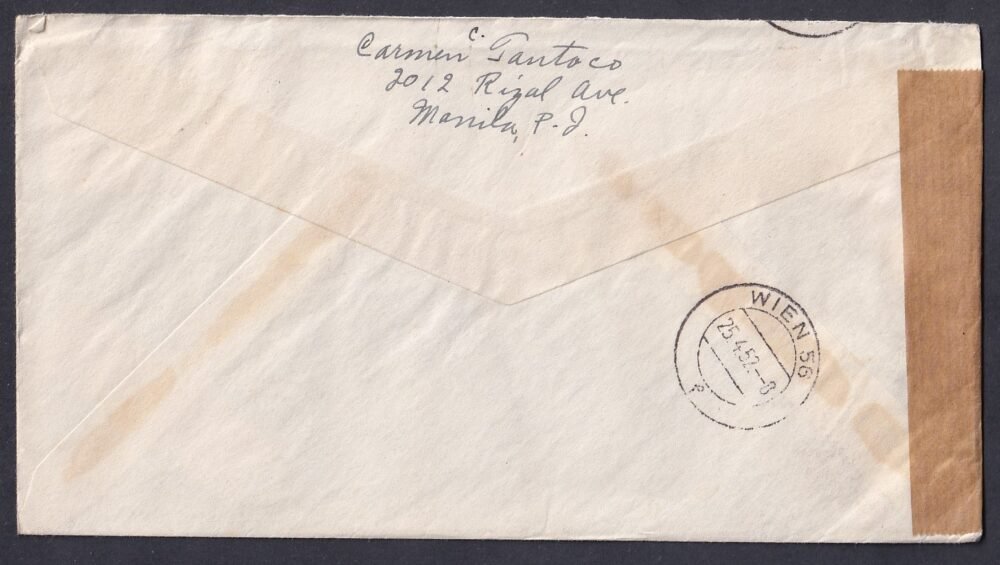 Carmen C. Tantoco
2012 Rizal Ave.
Manila, P.I.
WIEN 56
25.4.52.–8
P